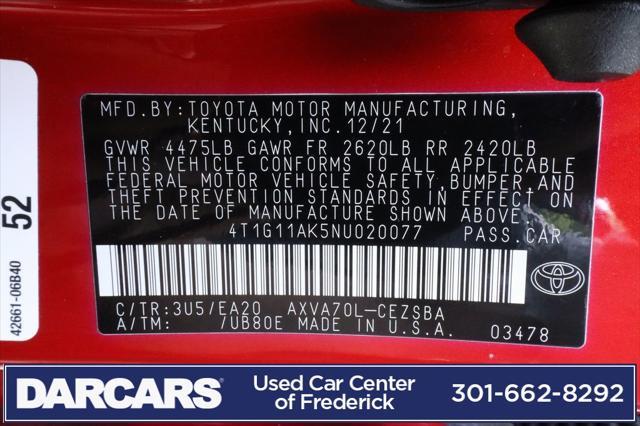 MFD. BY: TOYOTA MOTOR MANUFACTURING,
KENTUCKY, INC. 12/21
GVWR 4475LB GAWR FR 2620LB RR 2420LB
THIS VEHICLE CONFORMS TO ALL APPLICABLE
FEDERAL MOTOR VEHICLE SAFETY, BUMPER, AND
THEFT PREVENTION STANDARDS IN EFFECT ON
THE DATE OF MANUFACTURE SHOWN ABOVE.
4T1G11AK5NU020077 PASS. CAR
C/TR: 3U5/EA20 AXVA70L-CEZSBA
A/TM: /UB80E MADE IN U.S.A. 03478
52
42661-06B40
DARCARS
Used Car Center
of Frederick
301-662-8292